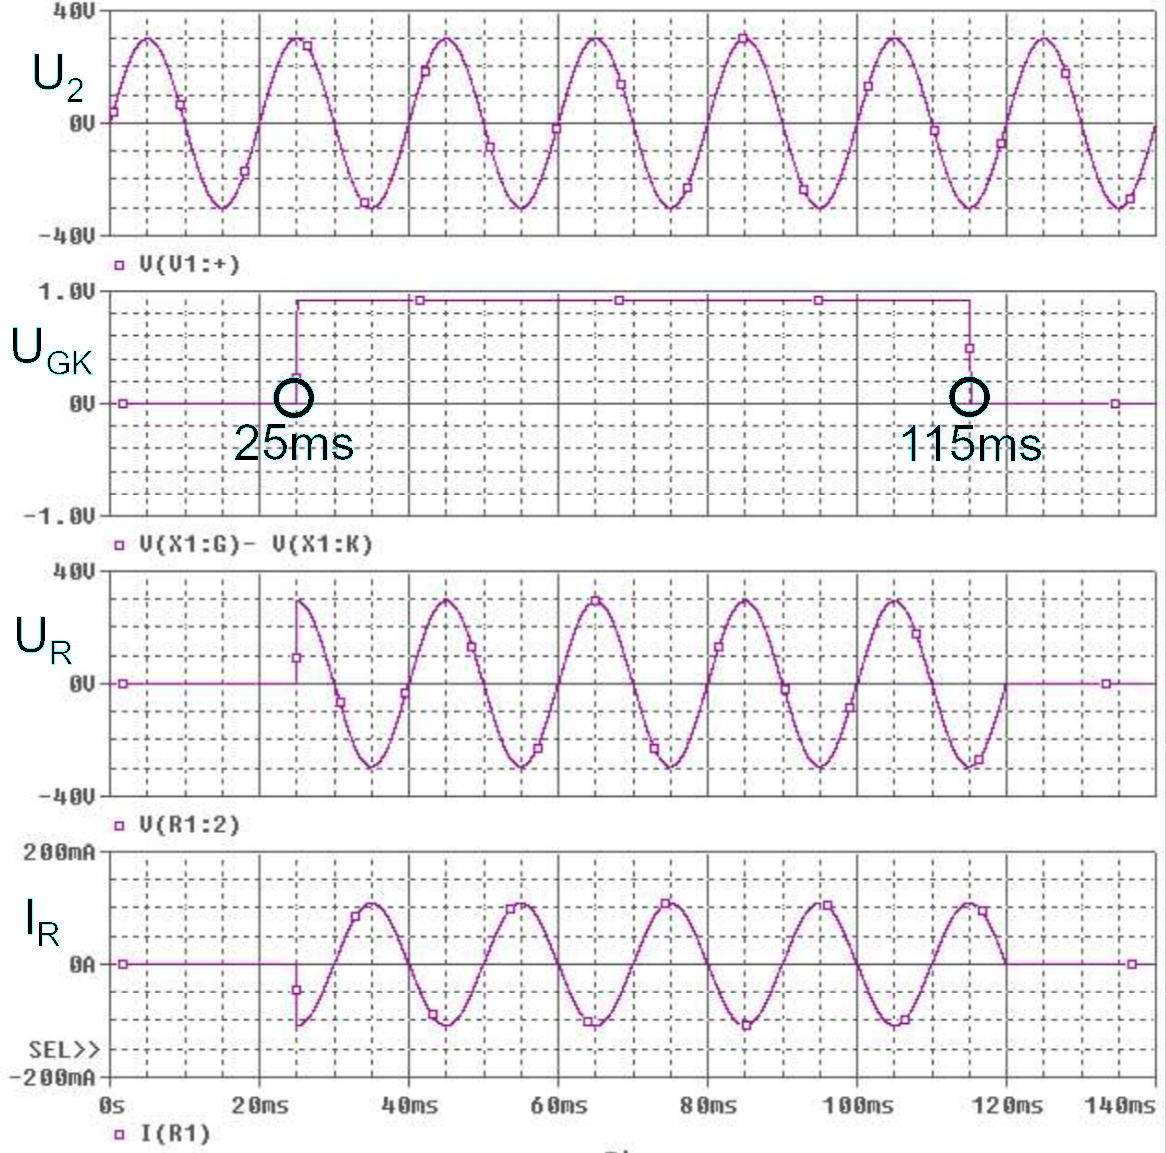 40V
U2
0V
-40V
V(V1:+)
1.0V
UGK
0V
25ms
115ms
-1.0V
V(X1:G)- V(X1:K)
40V
UR
0V
-40V
V(R1:2)
200mA
IR
0A
SEL>>
-200mA
0s 20ms 40ms 60ms 80ms 100ms 120ms 140ms
I(R1)